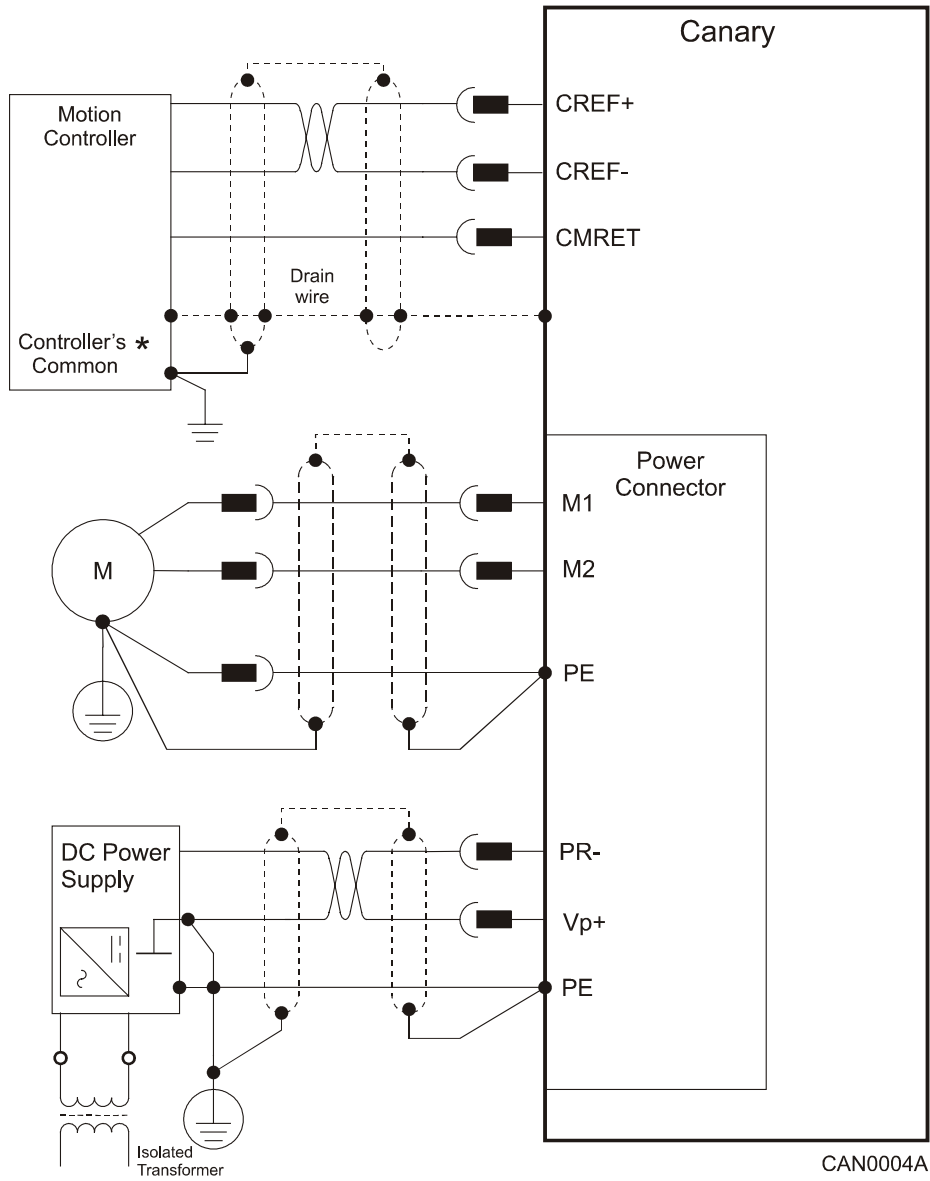 Canary
Motion
Controller
CREF+
CREF-
CMRET
Drain
wire
Controller's *
Common
Power
Connector
M1
M
M2
PE
DC Power
Supply
PR-
Vp+
PE
Isolated
Transformer
CAN0004A